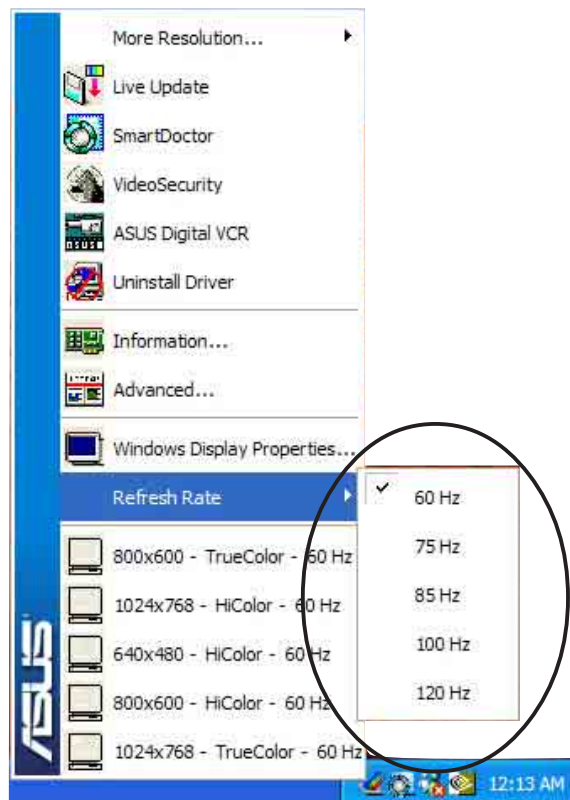 More Resolution...
Live Update
SmartDoctor
VideoSecurity
ASUS Digital VCR
Uninstall Driver
Information...
Advanced...
Windows Display Properties...
Refresh Rate
60 Hz
75 Hz
85 Hz
100 Hz
120 Hz
800x600 - TrueColor - 60 Hz
1024x768 - HiColor - 60 Hz
640x480 - HiColor - 60 Hz
800x600 - HiColor - 60 Hz
1024x768 - TrueColor - 60 Hz
ASUS
12:13 AM